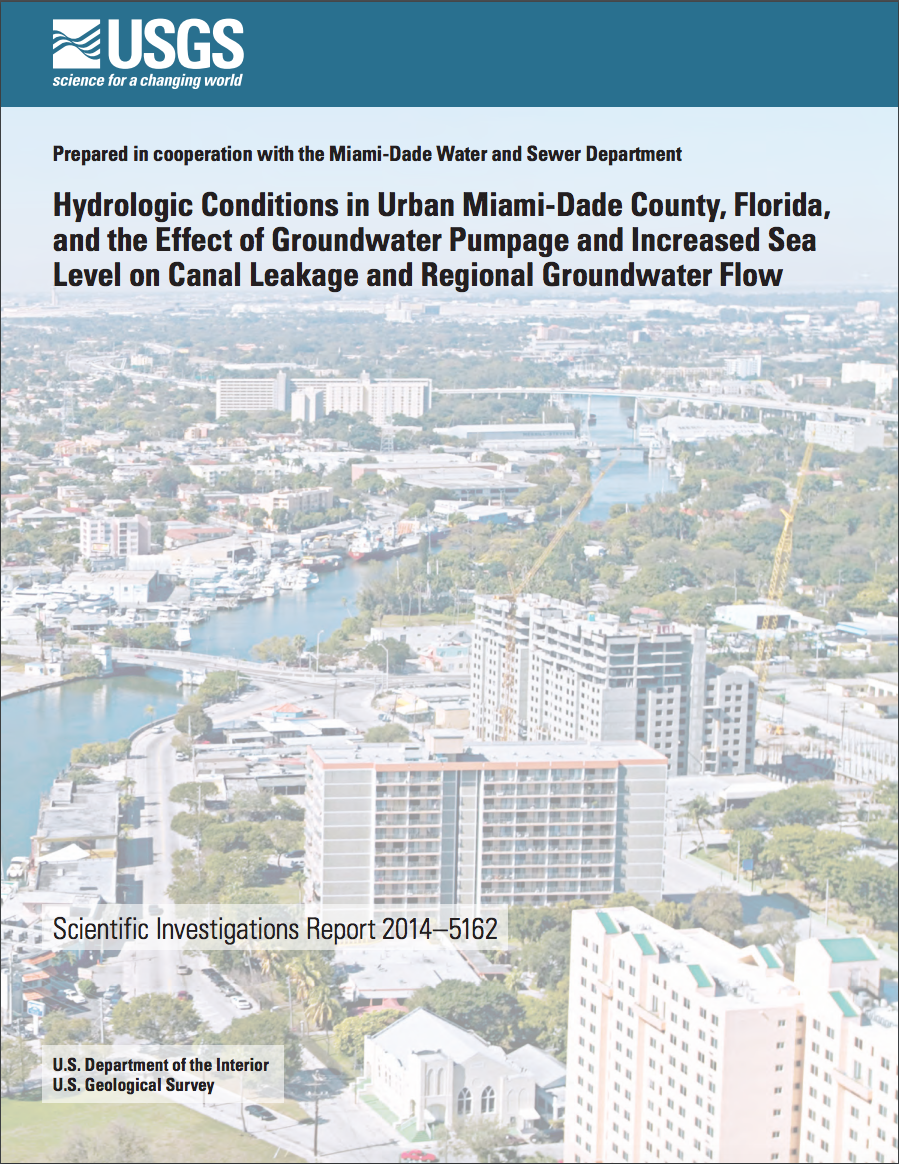 USGS
science for a changing world
Prepared in cooperation with the Miami-Dade Water and Sewer Department
Hydrologic Conditions in Urban Miami-Dade County, Florida,
and the Effect of Groundwater Pumpage and Increased Sea
Level on Canal Leakage and Regional Groundwater Flow
Scientific Investigations Report 2014–5162
U.S. Department of the Interior
U.S. Geological Survey